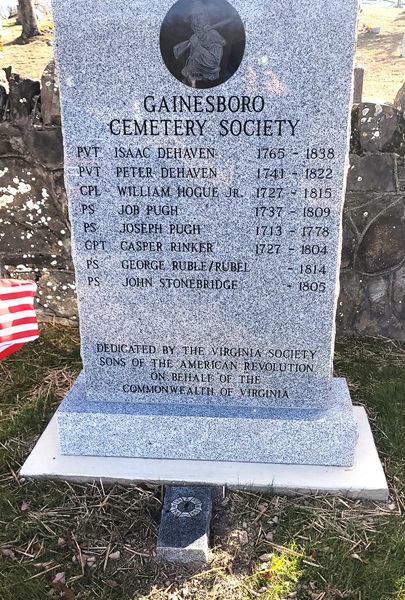 GAINESBORO
CEMETERY SOCIETY
PVT ISAAC DEHAVEN 1765 - 1838
PVT PETER DEHAVEN 1741 - 1822
CPL WILLIAM HOGUE JR. 1727 - 1815
PS JOB PUGH 1737 - 1809
PS JOSEPH PUGH 1713 - 1778
CPT CASPER RINKER 1727 - 1804
PS GEORGE RUBLE/RUBEL - 1814
PS JOHN STONEBRIDGE - 1805
DEDICATED BY THE VIRGINIA SOCIETY
SONS OF THE AMERICAN REVOLUTION
ON BEHALF OF THE
COMMONWEALTH OF VIRGINIA